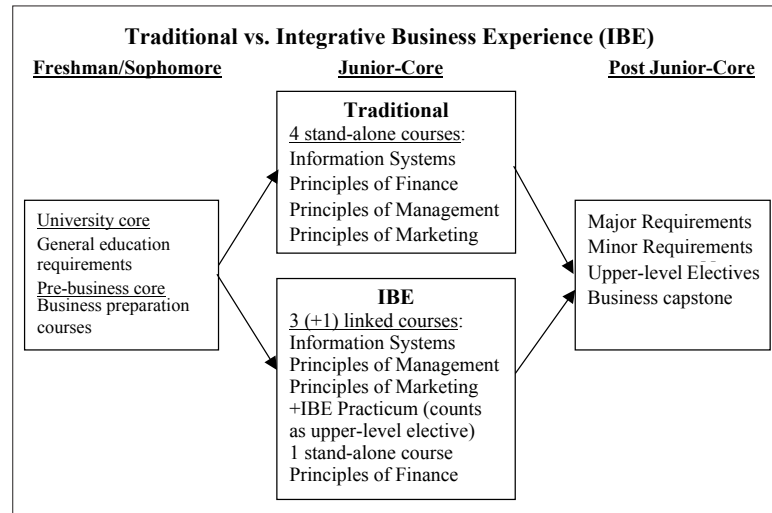 Traditional vs. Integrative Business Experience (IBE)
Freshman/Sophomore
Junior-Core
Post Junior-Core
Traditional
4 stand-alone courses:
Information Systems
Principles of Finance
Principles of Management
Principles of Marketing
University core
General education
requirements
Pre-business core
Business preparation
courses
IBE
3 (+1) linked courses:
Information Systems
Principles of Management
Principles of Marketing
+IBE Practicum (counts
as upper-level elective)
1 stand-alone course
Principles of Finance
Major Requirements
Minor Requirements
Upper-level Electives
Business capstone